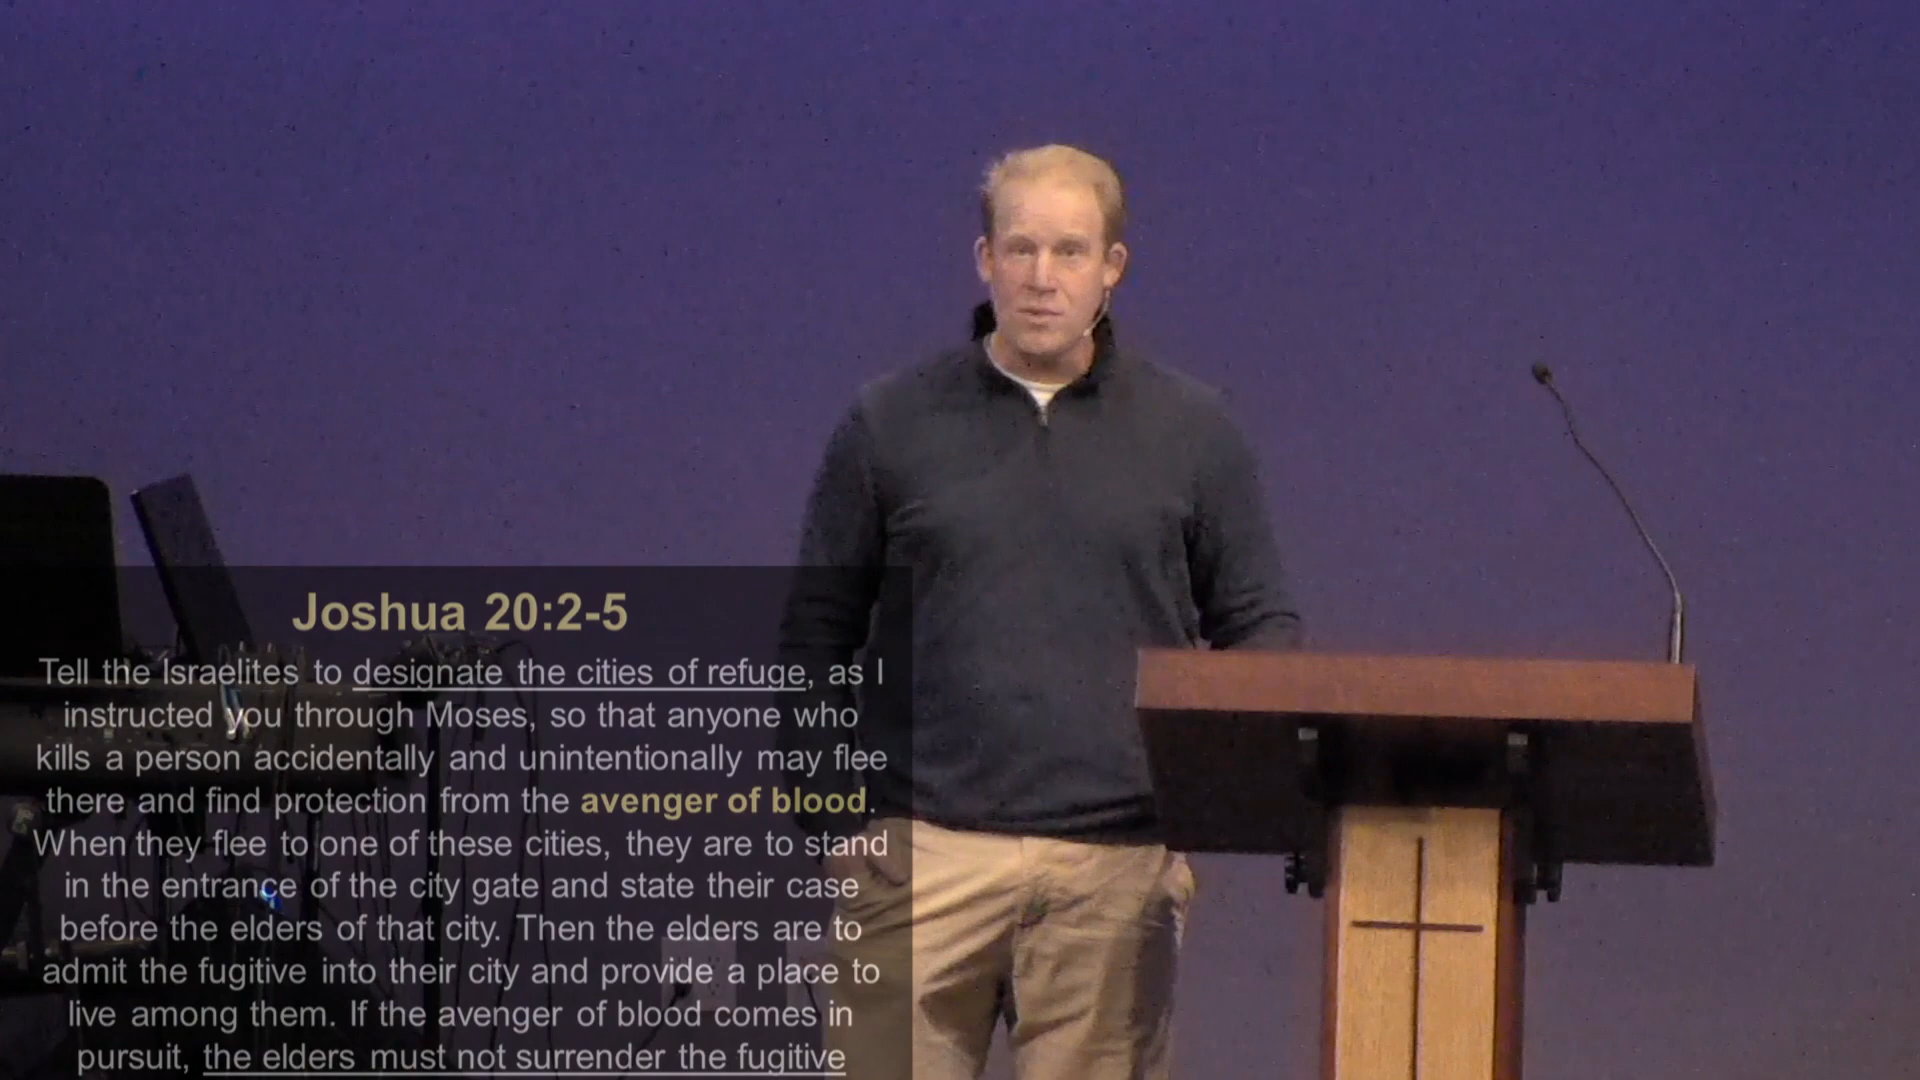 Joshua 20:2-5
Tell the Israelites to designate the cities of refuge, as I
instructed you through Moses, so that anyone who
kills a person accidentally and unintentionally may flee
there and find protection from the avenger of blood.
When they flee to one of these cities, they are to stand
in the entrance of the city gate and state their case
before the elders of that city. Then the elders are to
admit the fugitive into their city and provide a place to
live among them. If the avenger of blood comes in
pursuit, the elders must not surrender the fugitive